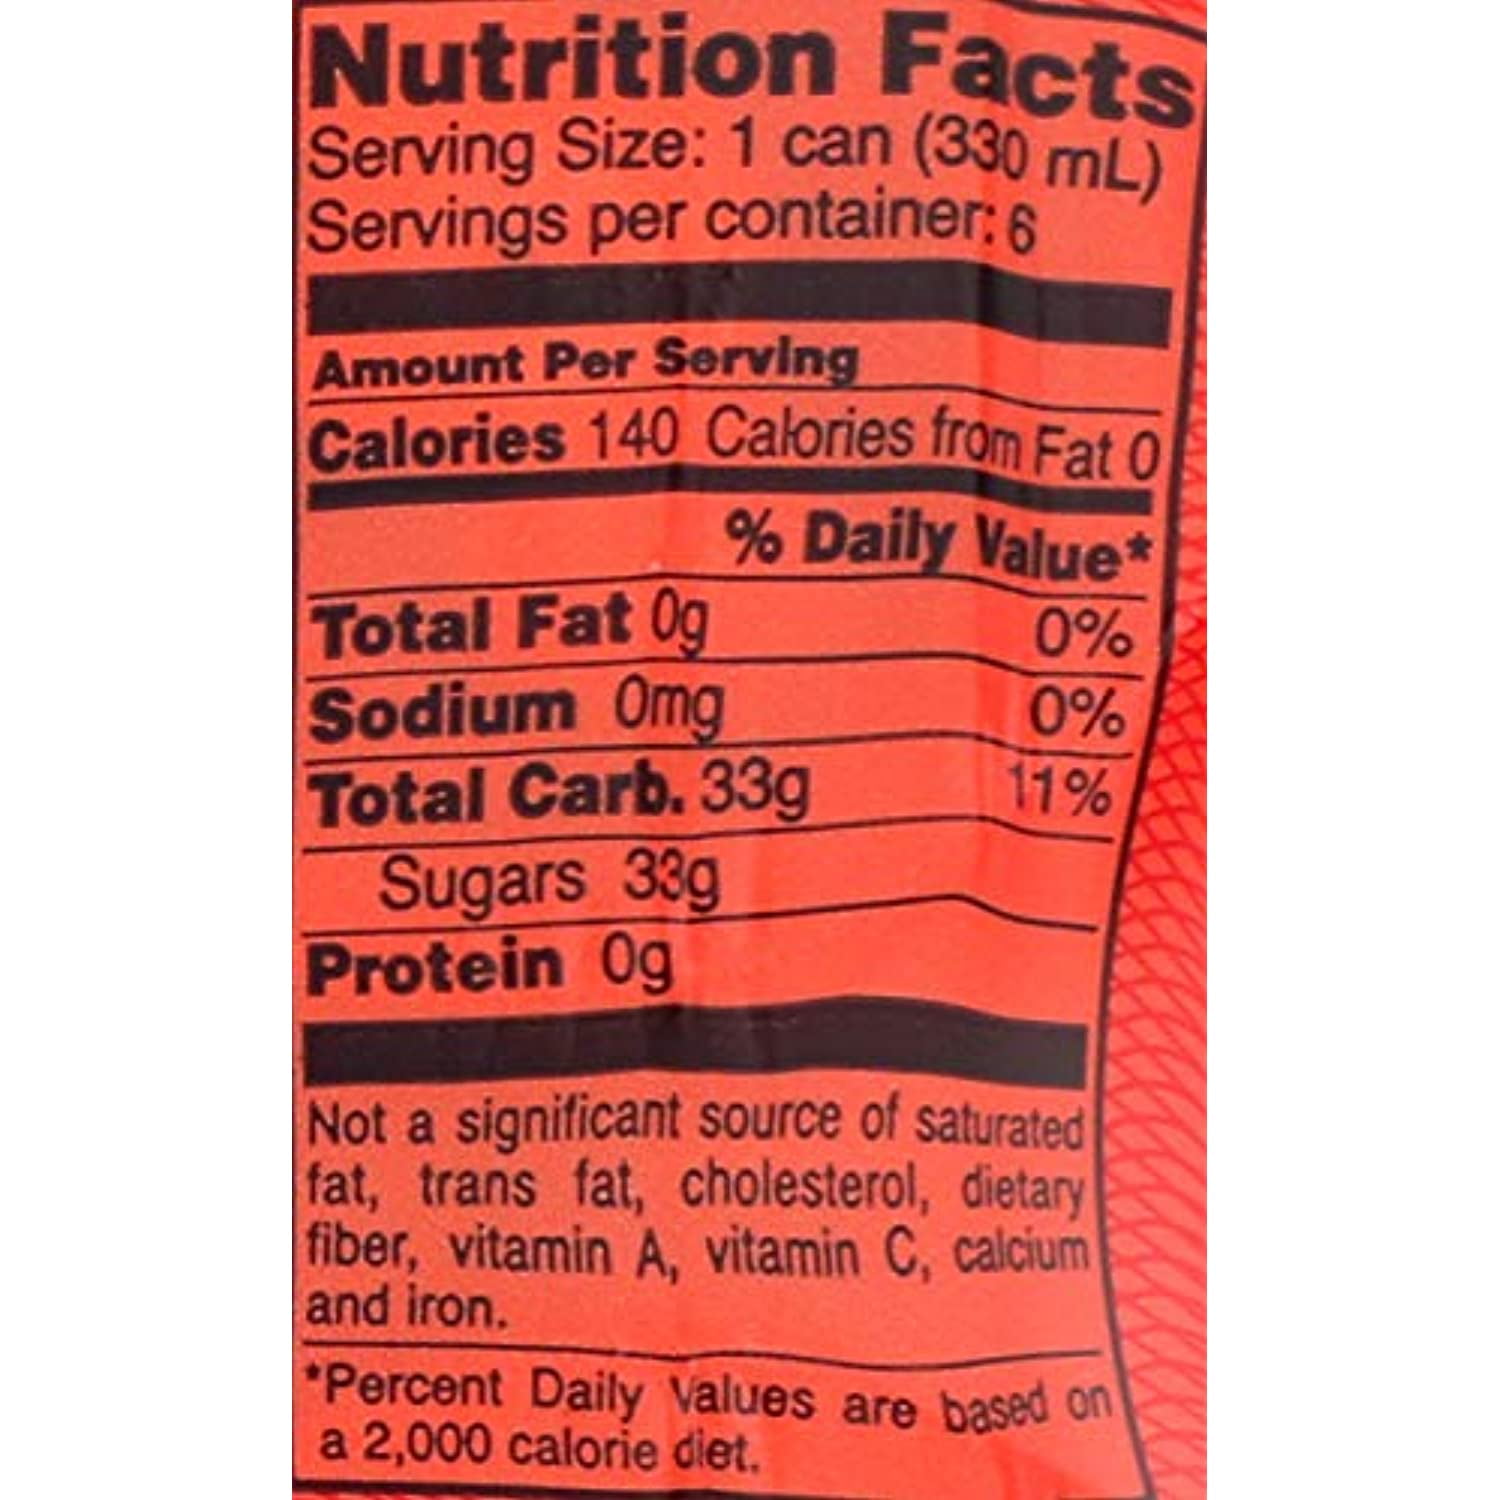 Nutrition Facts
Serving Size: 1 can (330 mL)
Servings per container: 6
Amount Per Serving
Calories 140 Calories from Fat 0
% Daily Value*
Total Fat 0g 0%
Sodium 0mg 0%
Total Carb. 33g 11%
Sugars 33g
Protein 0g
Not a significant source of saturated
fat, trans fat, cholesterol, dietary
fiber, vitamin A, vitamin C, calcium
and iron.
*Percent Daily Values are based on
a 2,000 calorie diet.